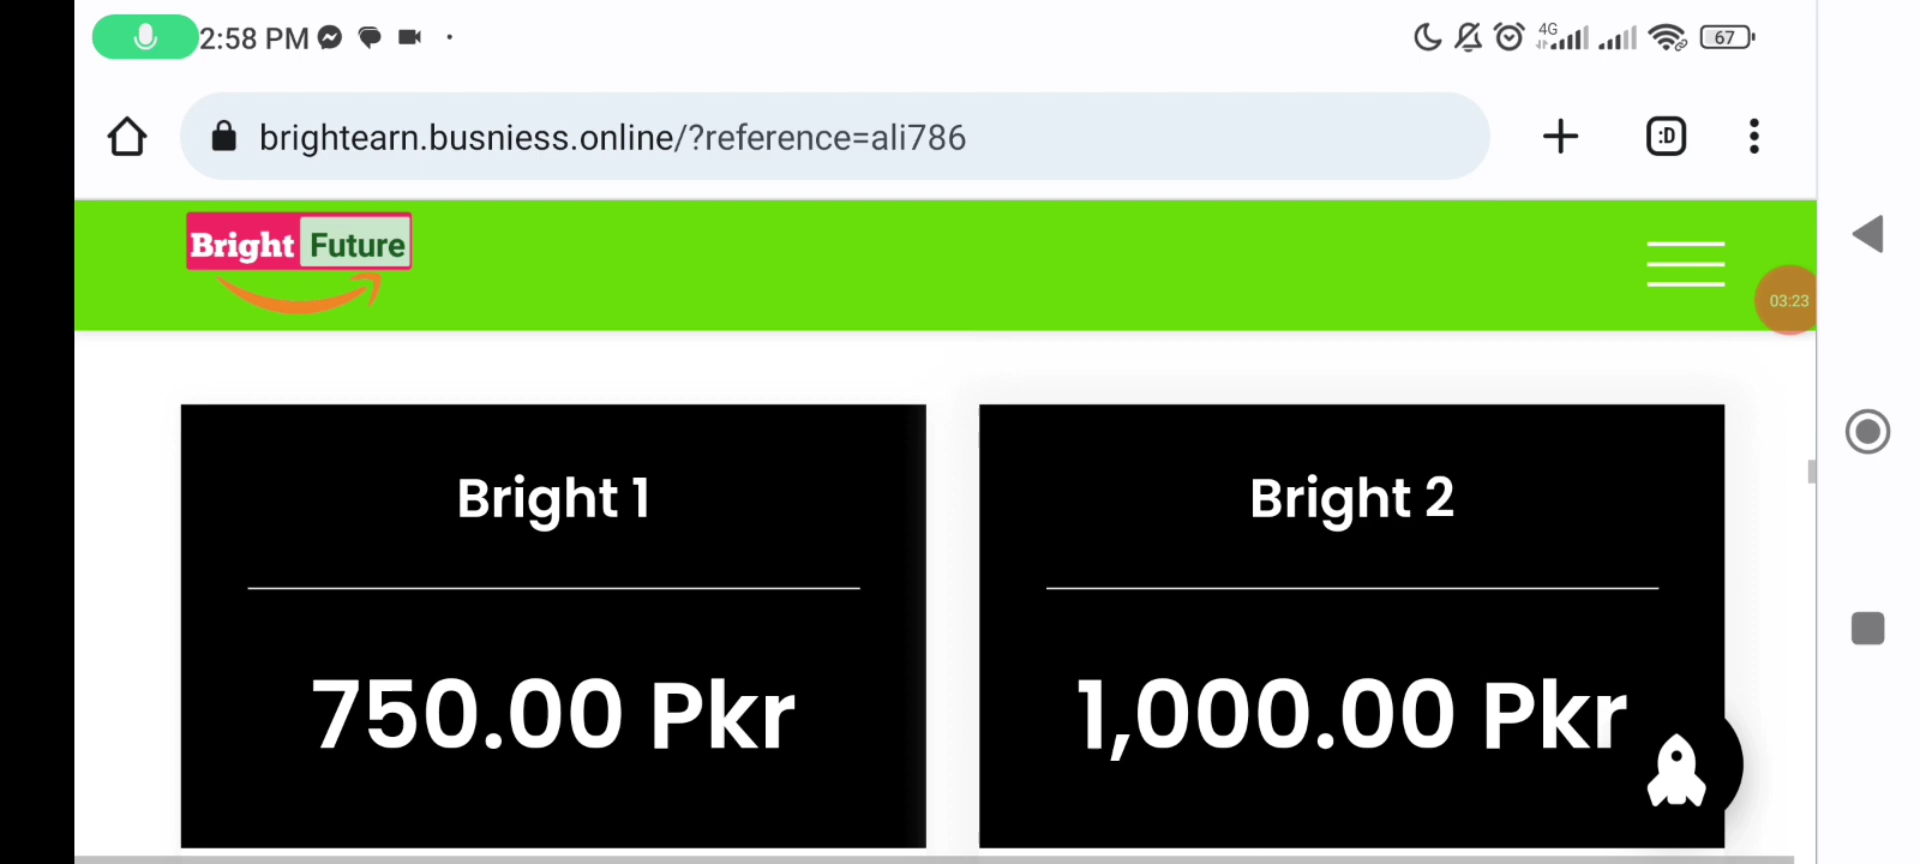 2:58 PM
4G
67
brightearn.busniess.online/?reference=ali786
:D
Bright Future
03:23
Bright 1
Bright 2
750.00 Pkr
1,000.00 Pkr